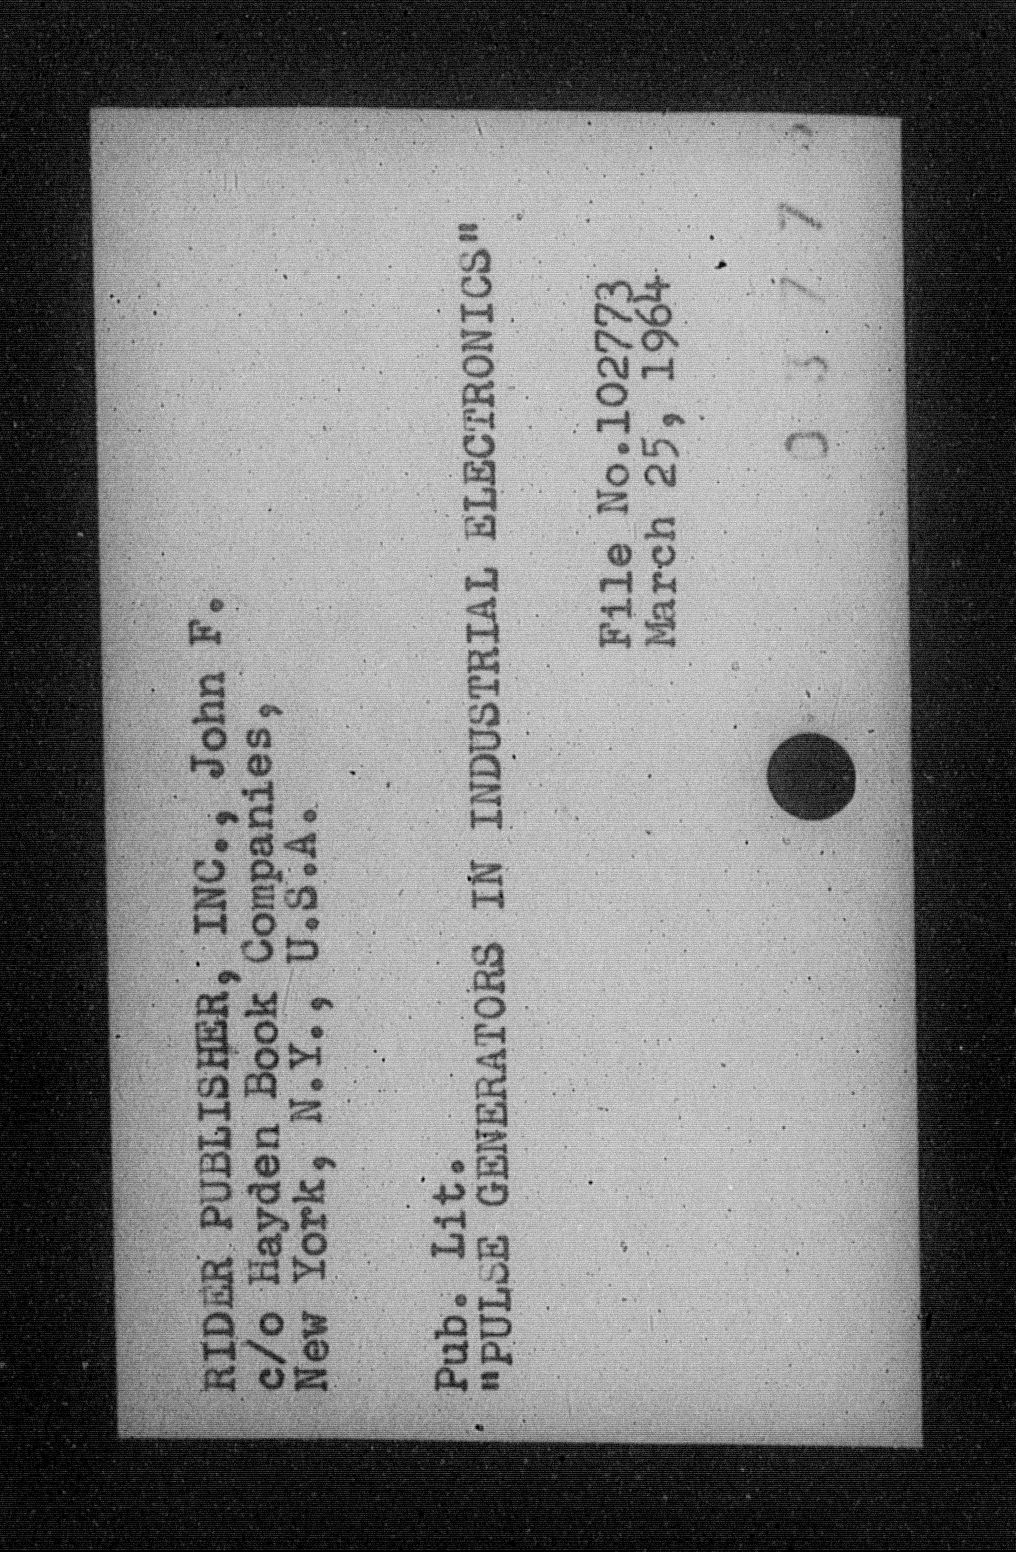 RIDER PUBLISHER, INC., John F.
c/o Hayden Book Companies,
New York, N.Y., U.S.A.
Pub. Lit.
"PULSE GENERATORS IN INDUSTRIAL ELECTRONICS"
File No.102773
March 25, 1964